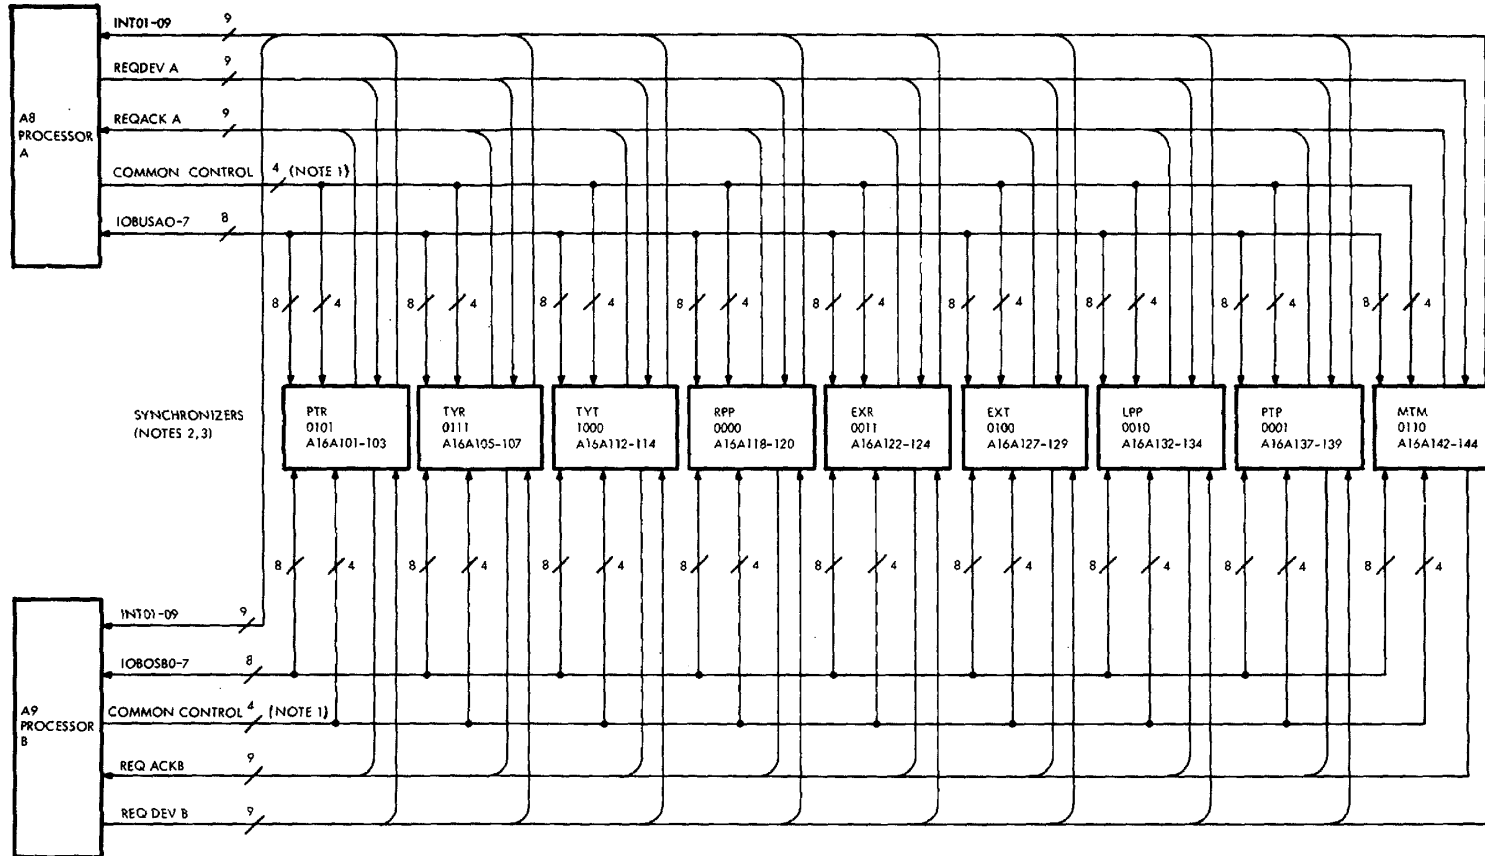 INT01-09 9
REQDEV A 9
REQACK A 9
A8
PROCESSOR
A
COMMON CONTROL 4 (NOTE 1)
IOBUSAO-7 8
8 4 8 4 8 4 8 4 8 4 8 4 8 4 8 4 8 4
SYNCHRONIZERS
(NOTES 2,3)
PTR
0101
A16A101-103
TYR
0111
A16A105-107
TYT
1000
A16A112-114
RPP
0000
A16A118-120
EXR
0011
A16A122-124
EXT
0100
A16A127-129
LPP
0010
A16A132-134
PTP
0001
A16A137-139
MTM
0110
A16A142-144
8 4 8 4 8 4 8 4 8 4 8 4 8 4 8 4 8 4
INT01-09 9
IOBOSB0-7 8
A9
PROCESSOR
B
COMMON CONTROL 4 (NOTE 1)
REQ ACKB 9
REQ DEV B 9